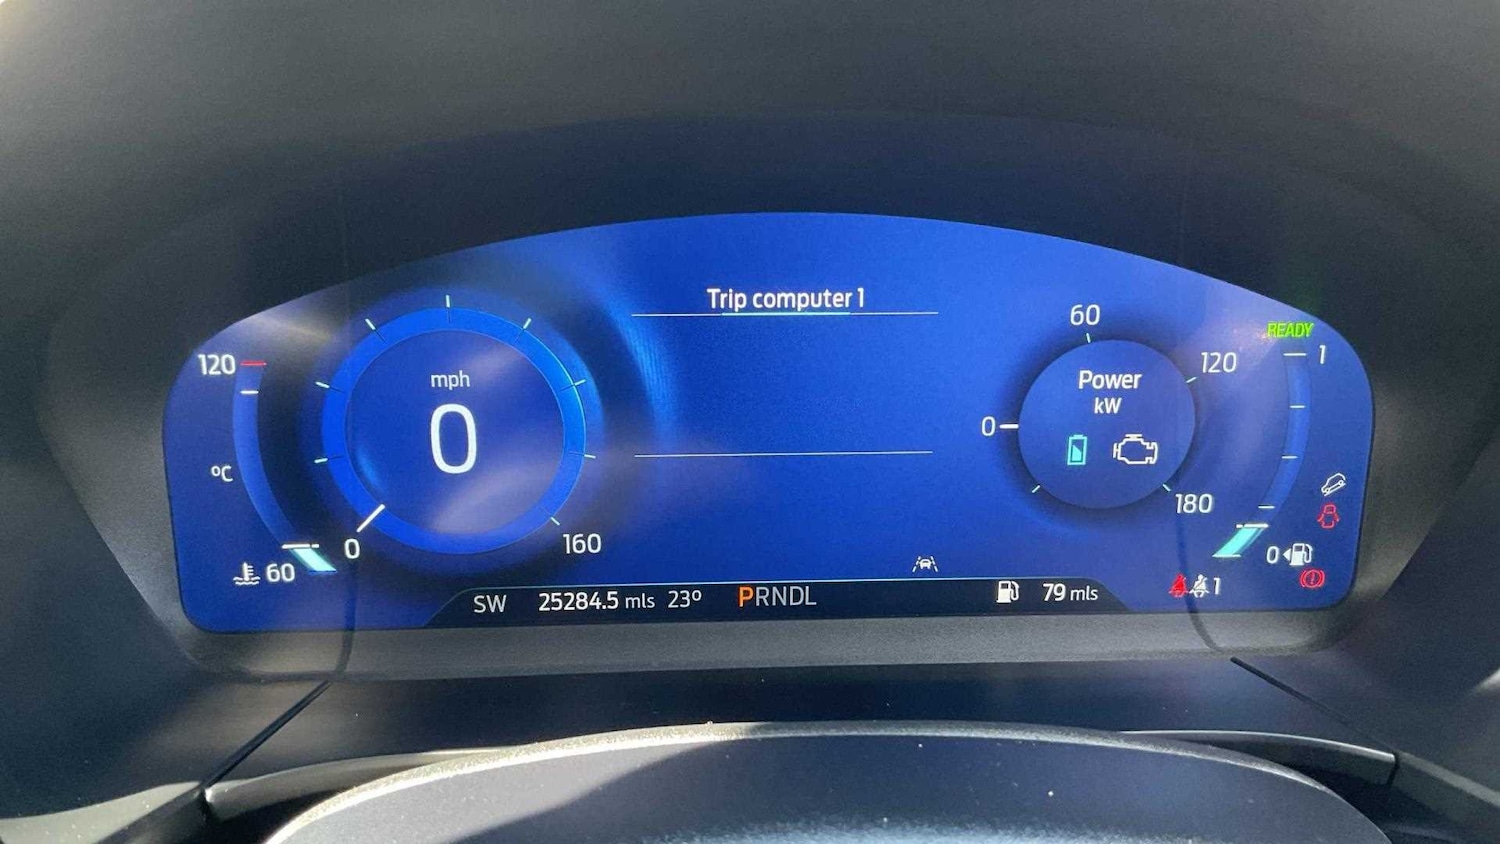 Trip computer 1
120
°C
60
mph
0
0
160
60
0
Power
kW
120
180
READY
1
0
1
SW 25284.5 mls 23° PRNDL 79 mls